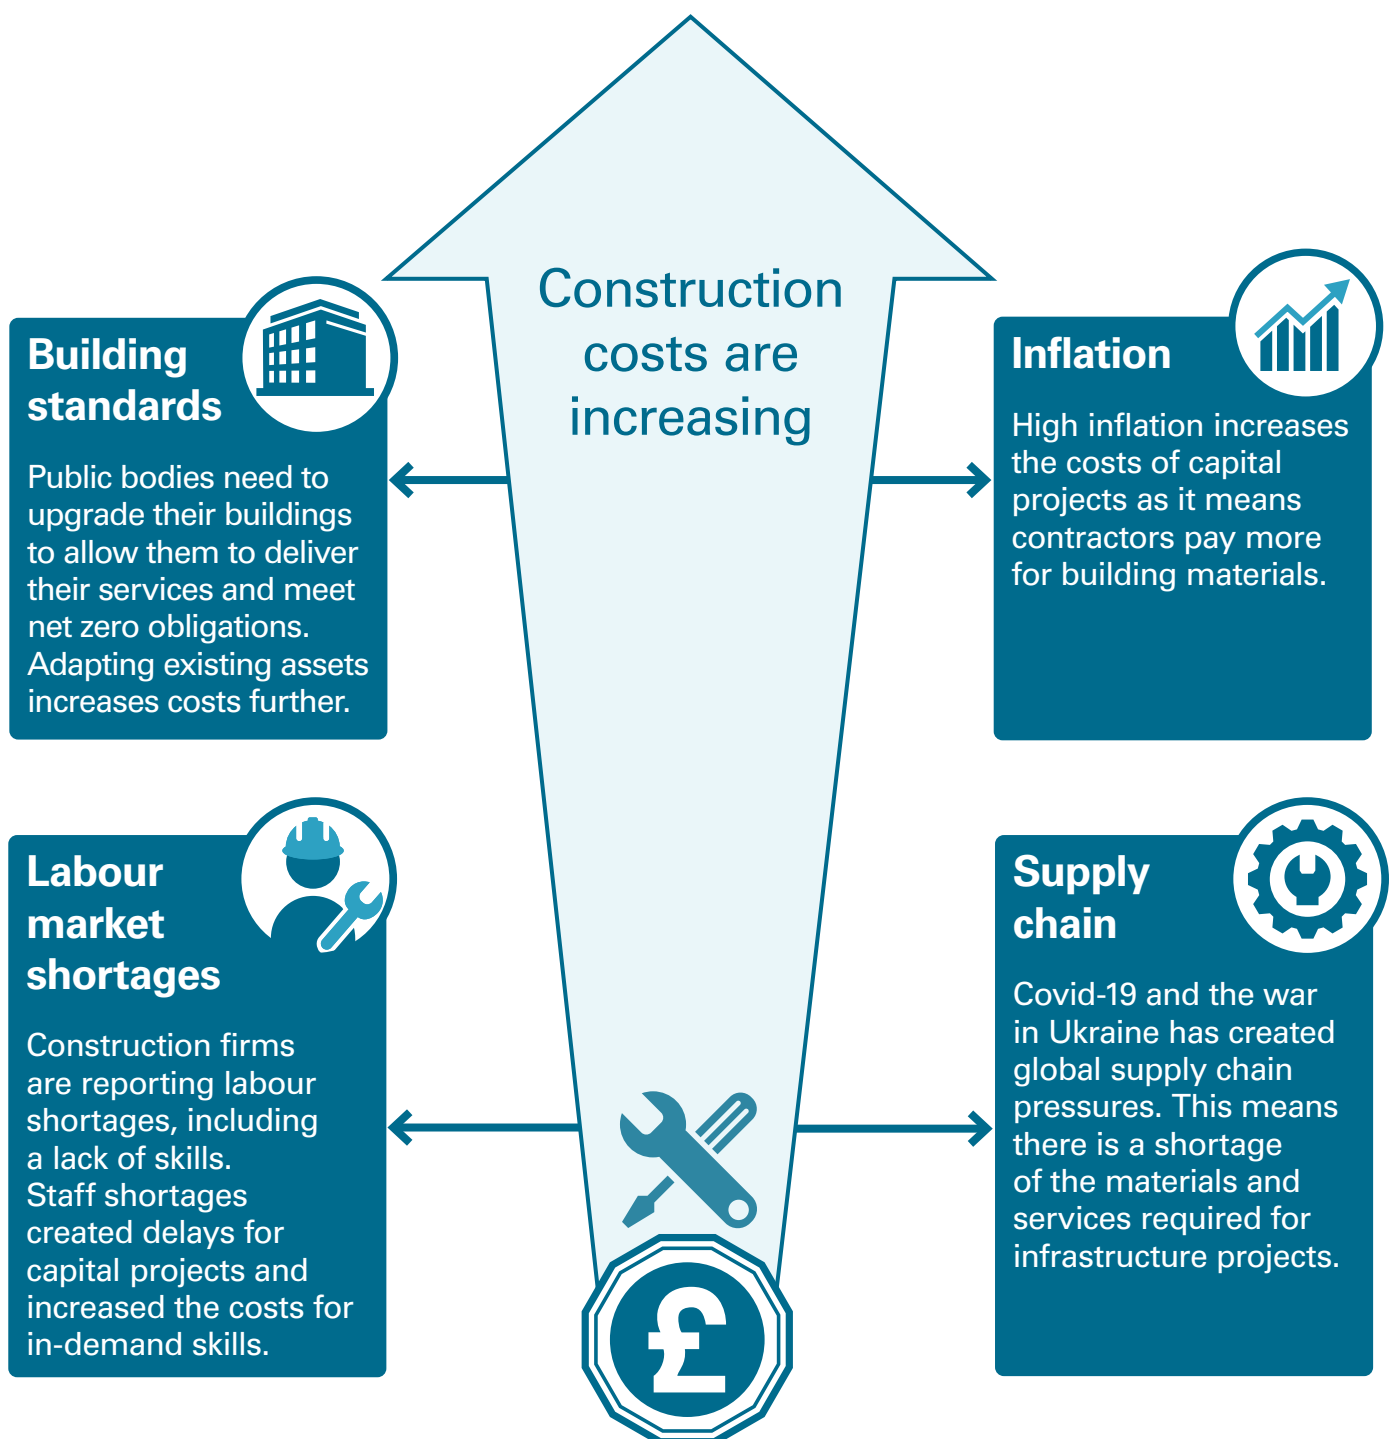 Construction
costs are
increasing
Building
standards
Public bodies need to
upgrade their buildings
to allow them to deliver
their services and meet
net zero obligations.
Adapting existing assets
increases costs further.
Inflation
High inflation increases
the costs of capital
projects as it means
contractors pay more
for building materials.
Labour
market
shortages
Construction firms
are reporting labour
shortages, including
a lack of skills.
Staff shortages
created delays for
capital projects and
increased the costs for
in-demand skills.
Supply
chain
Covid-19 and the war
in Ukraine has created
global supply chain
pressures. This means
there is a shortage
of the materials and
services required for
infrastructure projects.
£